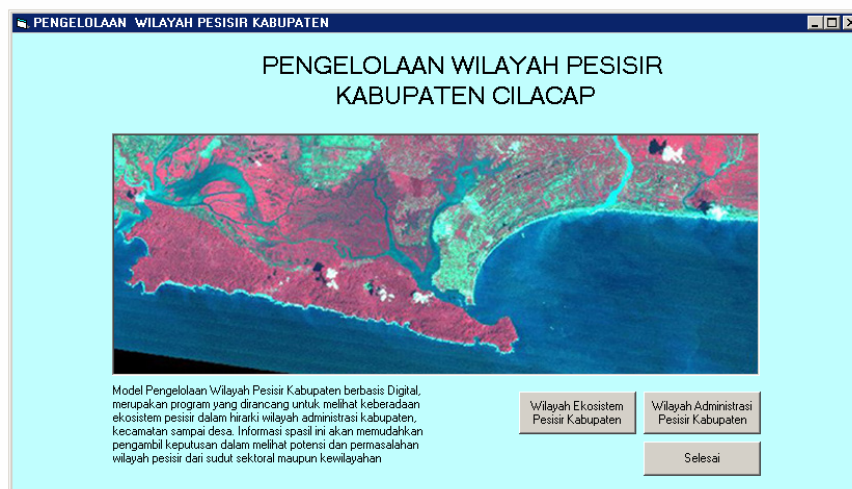 PENGELOLAAN WILAYAH PESISIR KABUPATEN
PENGELOLAAN WILAYAH PESISIR
KABUPATEN CILACAP
Model Pengelolaan Wilayah Pesisir Kabupaten berbasis Digital,
merupakan program yang dirancang untuk melihat keberadaan
ekosistem pesisir dalam hirarki wilayah administrasi kabupaten,
kecamatan sampai desa. Informasi spasil ini akan memudahkan
pengambil keputusan dalam melihat potensi dan permasalahan
wilayah pesisir dari sudut sektoral maupun kewilayahan
Wilayah Ekosistem
Pesisir Kabupaten
Wilayah Administrasi
Pesisir Kabupaten
Selesai